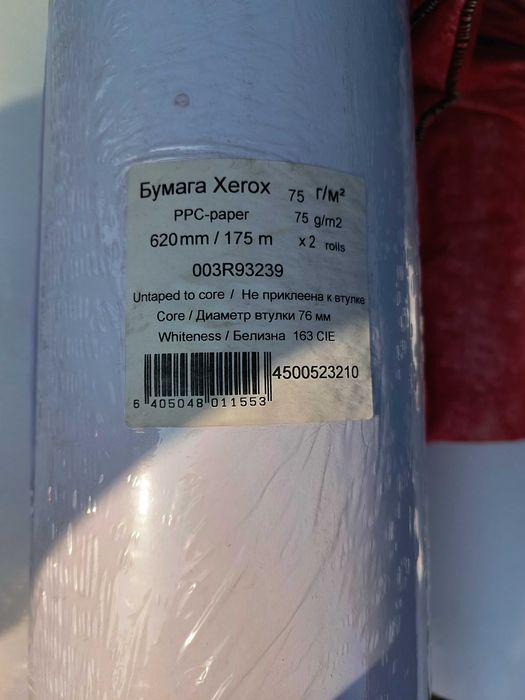 Бумага Xerox 75 г/м²
PPC-paper 75 g/m2
620mm / 175 m x 2 rolls
003R93239
Untaped to core / Не приклеена к втулке
Core / Диаметр втулки 76 мм
Whiteness / Белизна 163 CIE
4500523210
6 405048 011553